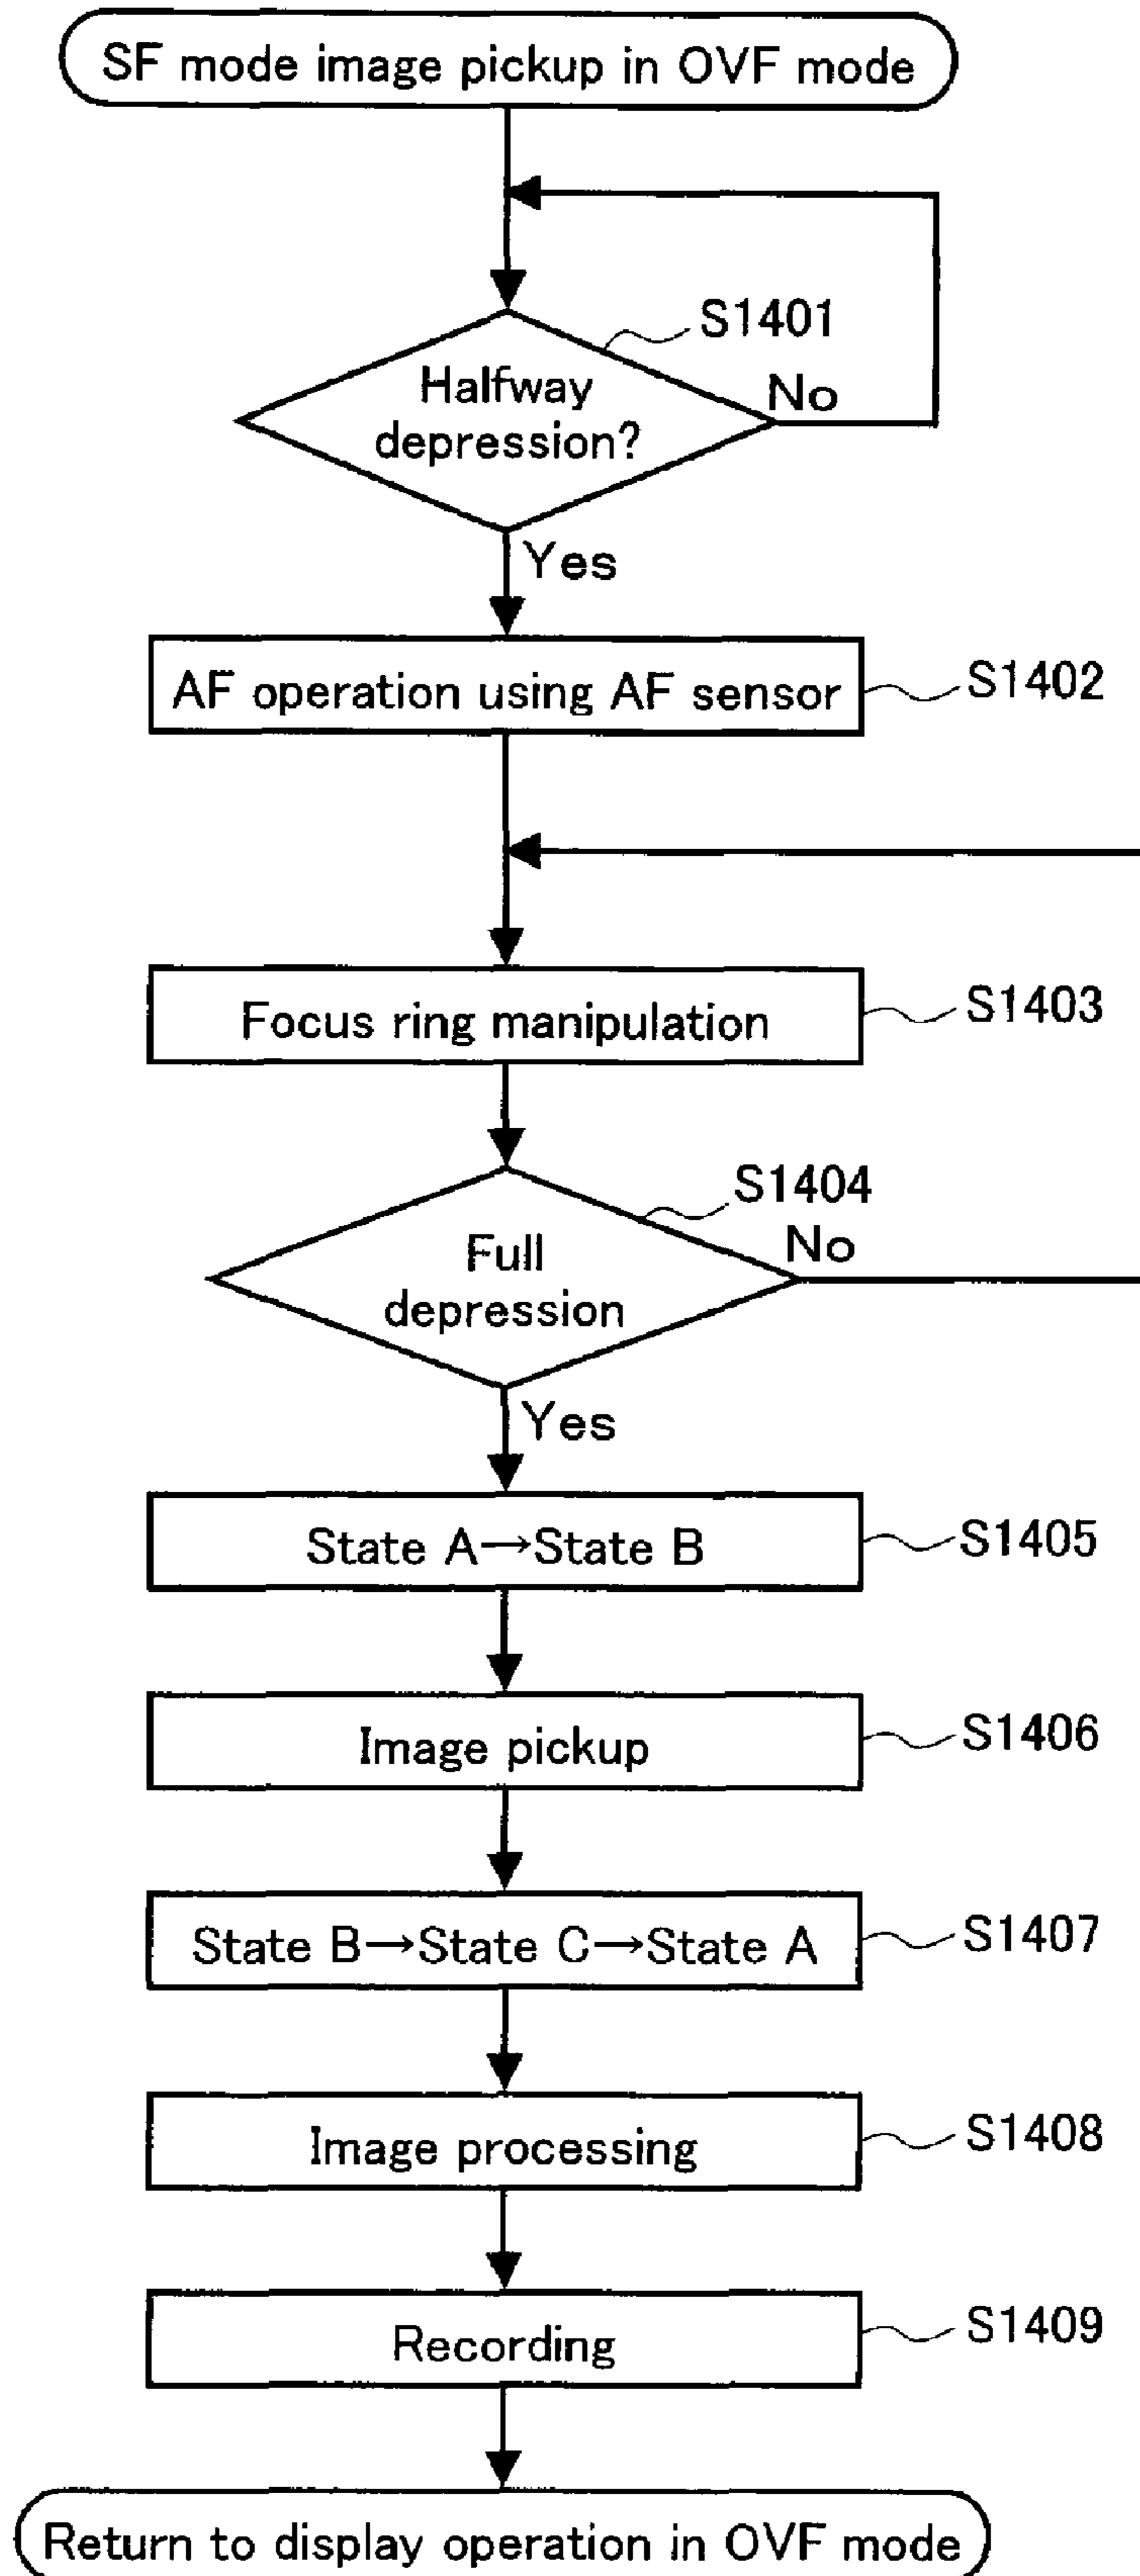 SF mode image pickup in OVF mode
S1401
Halfway
depression?
No
Yes
AF operation using AF sensor
S1402
Focus ring manipulation
S1403
S1404
Full
depression
No
Yes
State A→State B
S1405
Image pickup
S1406
State B→State C→State A
S1407
Image processing
S1408
Recording
S1409
Return to display operation in OVF mode